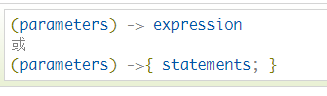 (parameters) -> expression
或
(parameters) ->{ statements; }